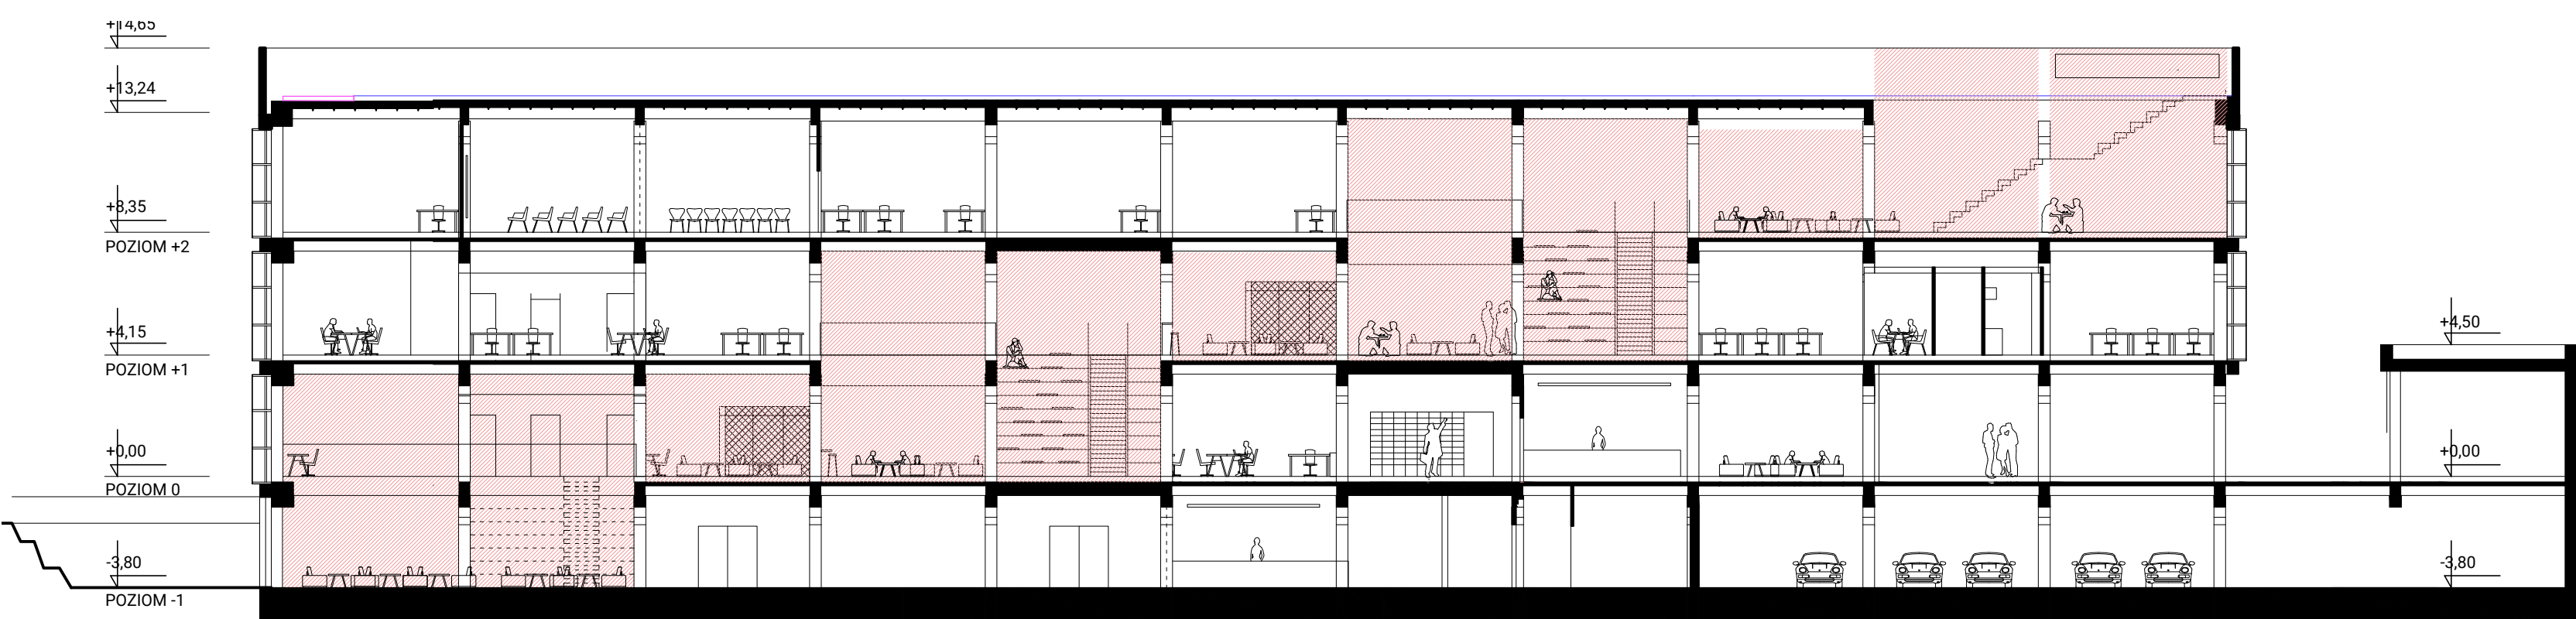 +14,65
+13,24
+8,35
POZIOM +2
+4,15
POZIOM +1
+4,50
+0,00
POZIOM 0
+0,00
-3,80
POZIOM -1
-3,80